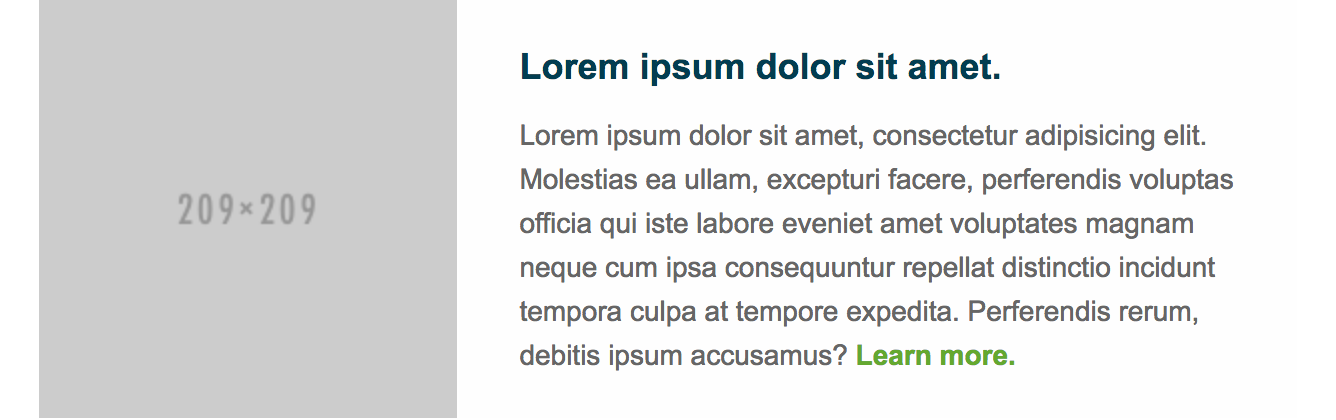 209×209
Lorem ipsum dolor sit amet.
Lorem ipsum dolor sit amet, consectetur adipisicing elit.
Molestias ea ullam, excepturi facere, perferendis voluptas
officia qui iste labore eveniet amet voluptates magnam
neque cum ipsa consequuntur repellat distinctio incidunt
tempora culpa at tempore expedita. Perferendis rerum,
debitis ipsum accusamus? Learn more.